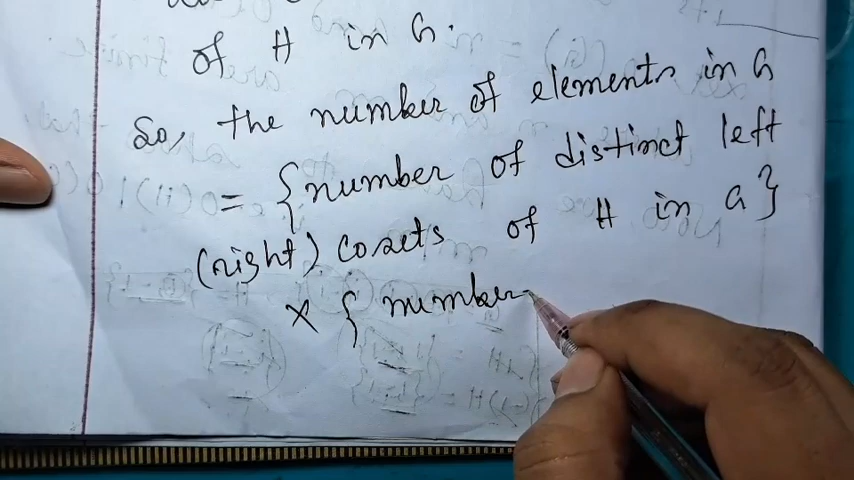 of H in G.
So, the number of elements in G
= {number of distinct left
(right) cosets of H in G}
× { number